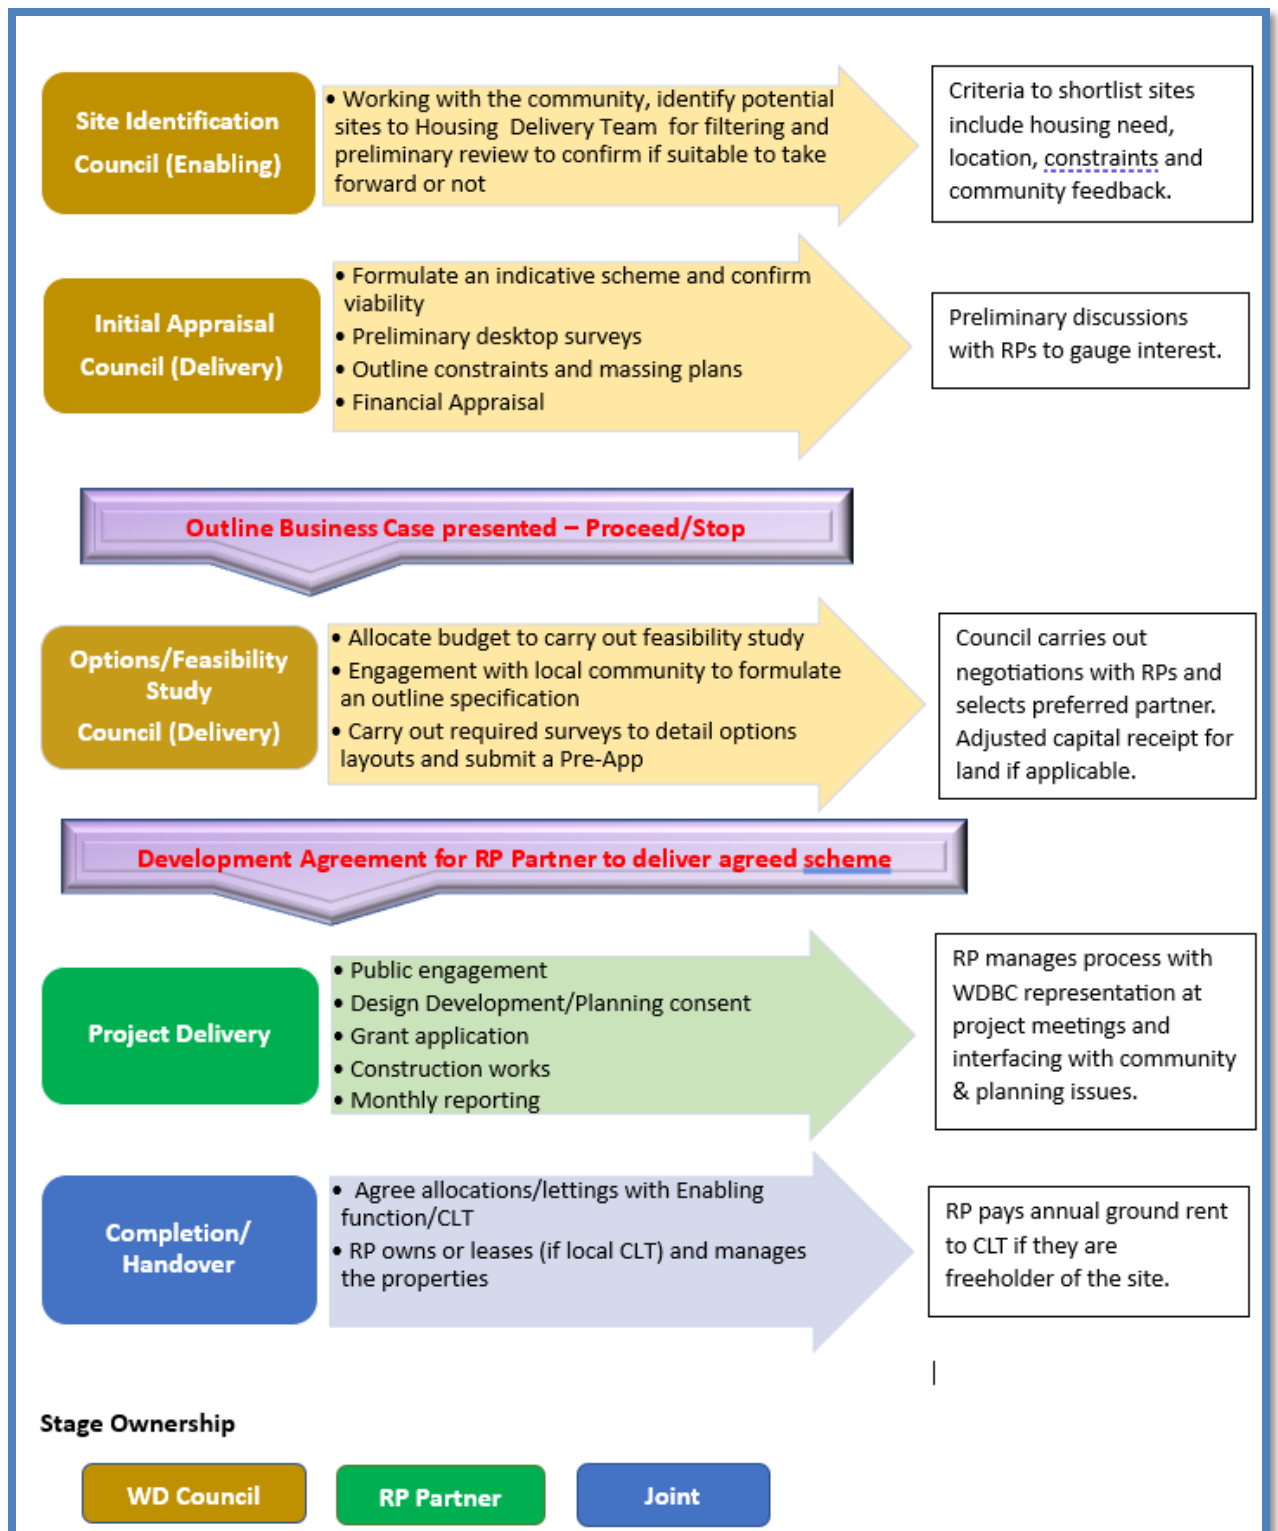 Site Identification
Council (Enabling)
• Working with the community, identify potential
sites to Housing Delivery Team for filtering and
preliminary review to confirm if suitable to take
forward or not
Criteria to shortlist sites
include housing need,
location, constraints and
community feedback.
Initial Appraisal
Council (Delivery)
• Formulate an indicative scheme and confirm
viability
• Preliminary desktop surveys
• Outline constraints and massing plans
• Financial Appraisal
Preliminary discussions
with RPs to gauge interest.
Outline Business Case presented – Proceed/Stop
Options/Feasibility
Study
Council (Delivery)
• Allocate budget to carry out feasibility study
• Engagement with local community to formulate
an outline specification
• Carry out required surveys to detail options
layouts and submit a Pre-App
Council carries out
negotiations with RPs and
selects preferred partner.
Adjusted capital receipt for
land if applicable.
Development Agreement for RP Partner to deliver agreed scheme
Project Delivery
• Public engagement
• Design Development/Planning consent
• Grant application
• Construction works
• Monthly reporting
RP manages process with
WDBC representation at
project meetings and
interfacing with community
& planning issues.
Completion/
Handover
• Agree allocations/lettings with Enabling
function/CLT
• RP owns or leases (if local CLT) and manages
the properties
RP pays annual ground rent
to CLT if they are
freeholder of the site.
Stage Ownership
WD Council
RP Partner
Joint